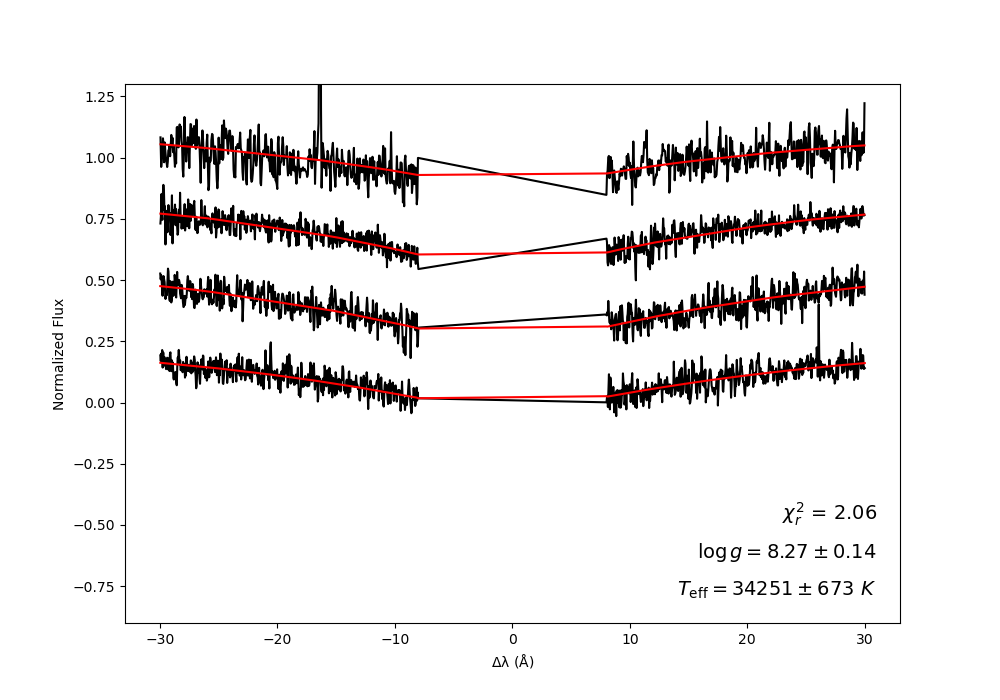 1.25
1.00
0.75
0.50
0.25
0.00
−0.25
−0.50
−0.75
Normalized Flux
χ²ᵣ = 2.06
log g = 8.27 ± 0.14
T_eff = 34251 ± 673 K
−30 −20 −10 0 10 20 30
Δλ (Å)